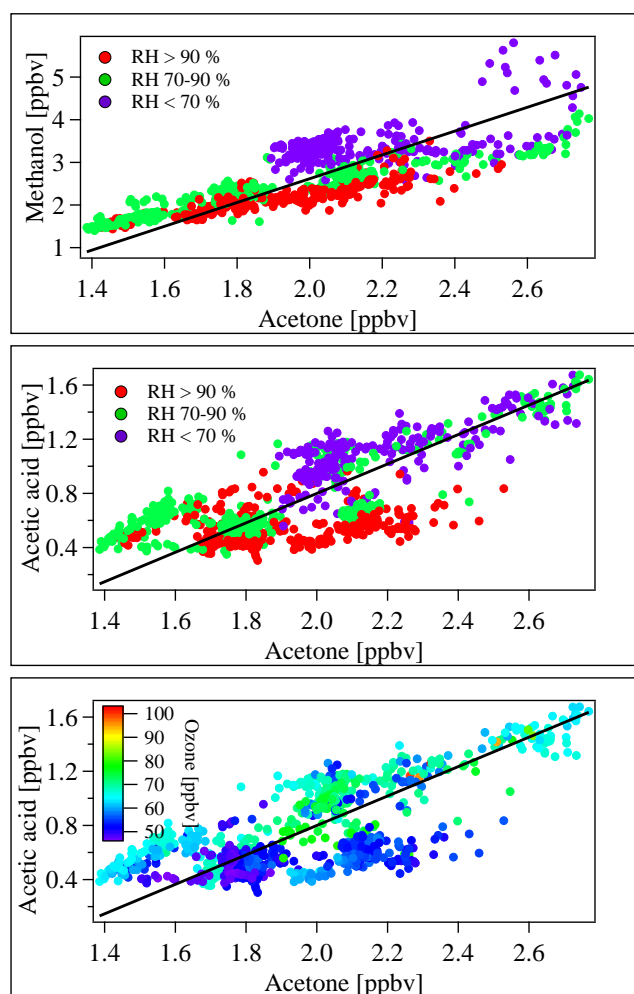 RH > 90 %
RH 70-90 %
RH < 70 %
Methanol [ppbv]
5
4
3
2
1
1.4 1.6 1.8 2.0 2.2 2.4 2.6
Acetone [ppbv]
RH > 90 %
RH 70-90 %
RH < 70 %
Acetic acid [ppbv]
1.6
1.2
0.8
0.4
1.4 1.6 1.8 2.0 2.2 2.4 2.6
Acetone [ppbv]
Acetic acid [ppbv]
1.6
1.2
0.8
0.4
100
90
80
70
60
50
Ozone [ppbv]
1.4 1.6 1.8 2.0 2.2 2.4 2.6
Acetone [ppbv]